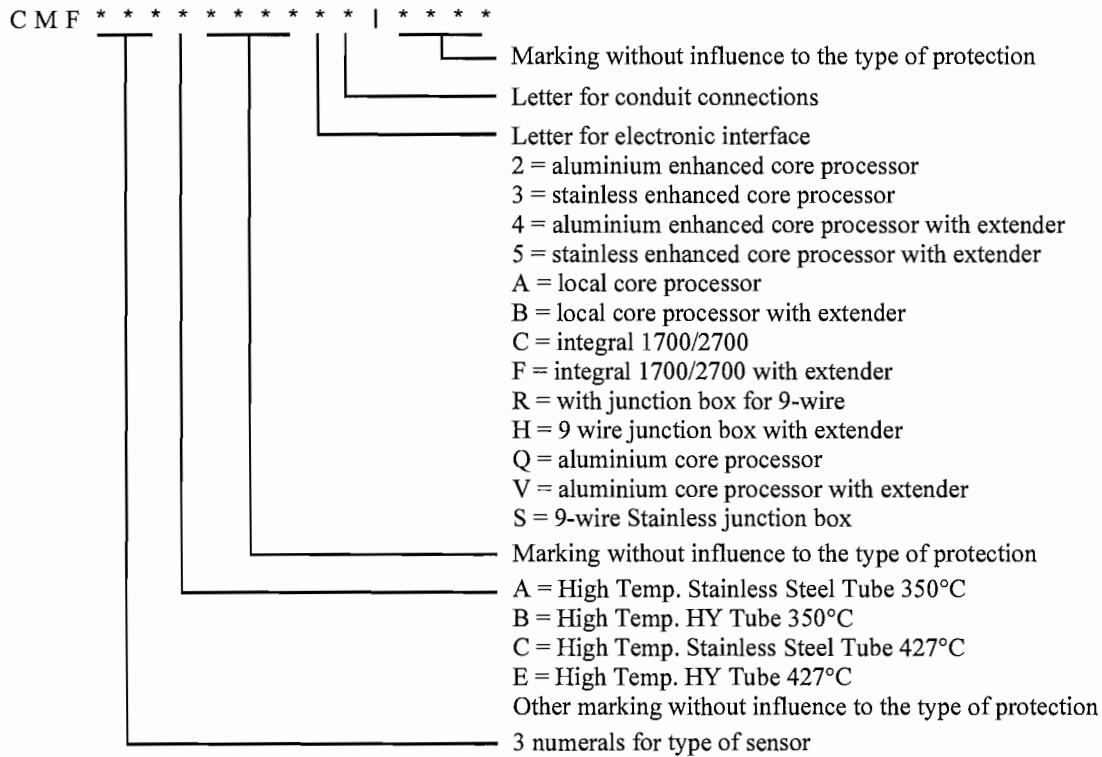 C M F * * * * * * * * * * I * * * *
Marking without influence to the type of protection
Letter for conduit connections
Letter for electronic interface
2 = aluminium enhanced core processor
3 = stainless enhanced core processor
4 = aluminium enhanced core processor with extender
5 = stainless enhanced core processor with extender
A = local core processor
B = local core processor with extender
C = integral 1700/2700
F = integral 1700/2700 with extender
R = with junction box for 9-wire
H = 9 wire junction box with extender
Q = aluminium core processor
V = aluminium core processor with extender
S = 9-wire Stainless junction box
Marking without influence to the type of protection
A = High Temp. Stainless Steel Tube 350°C
B = High Temp. HY Tube 350°C
C = High Temp. Stainless Steel Tube 427°C
E = High Temp. HY Tube 427°C
Other marking without influence to the type of protection
3 numerals for type of sensor